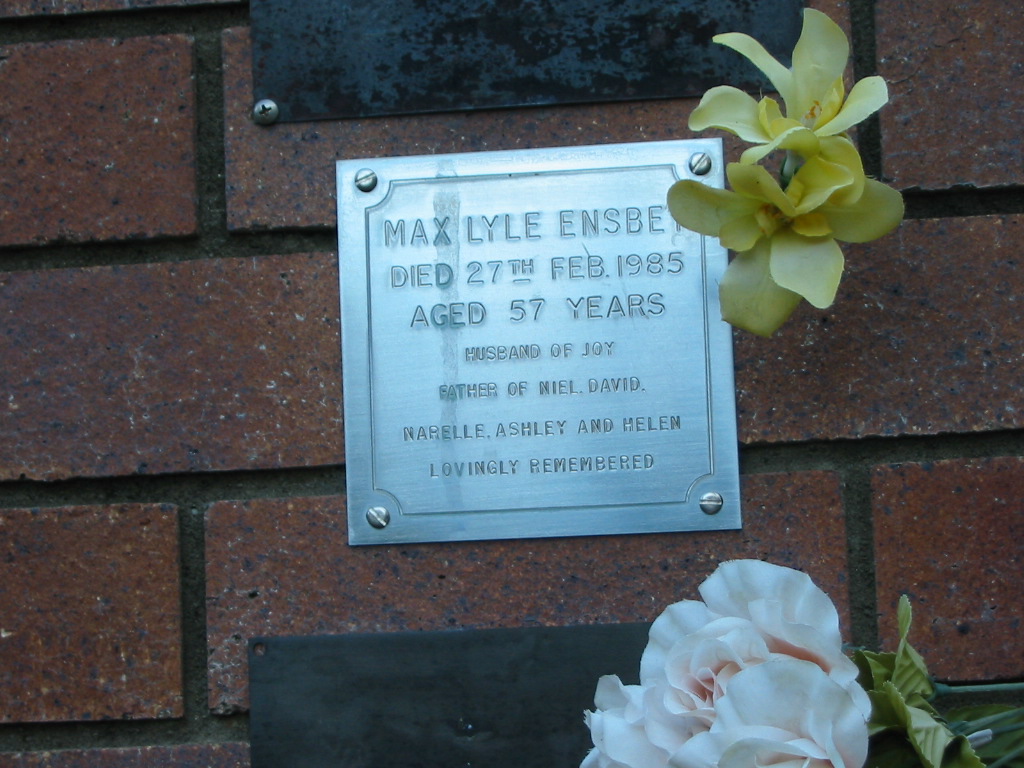 MAX LYLE ENSBEY
DIED 27TH FEB. 1985
AGED 57 YEARS
HUSBAND OF JOY
FATHER OF NIEL. DAVID.
NARELLE, ASHLEY AND HELEN
LOVINGLY REMEMBERED